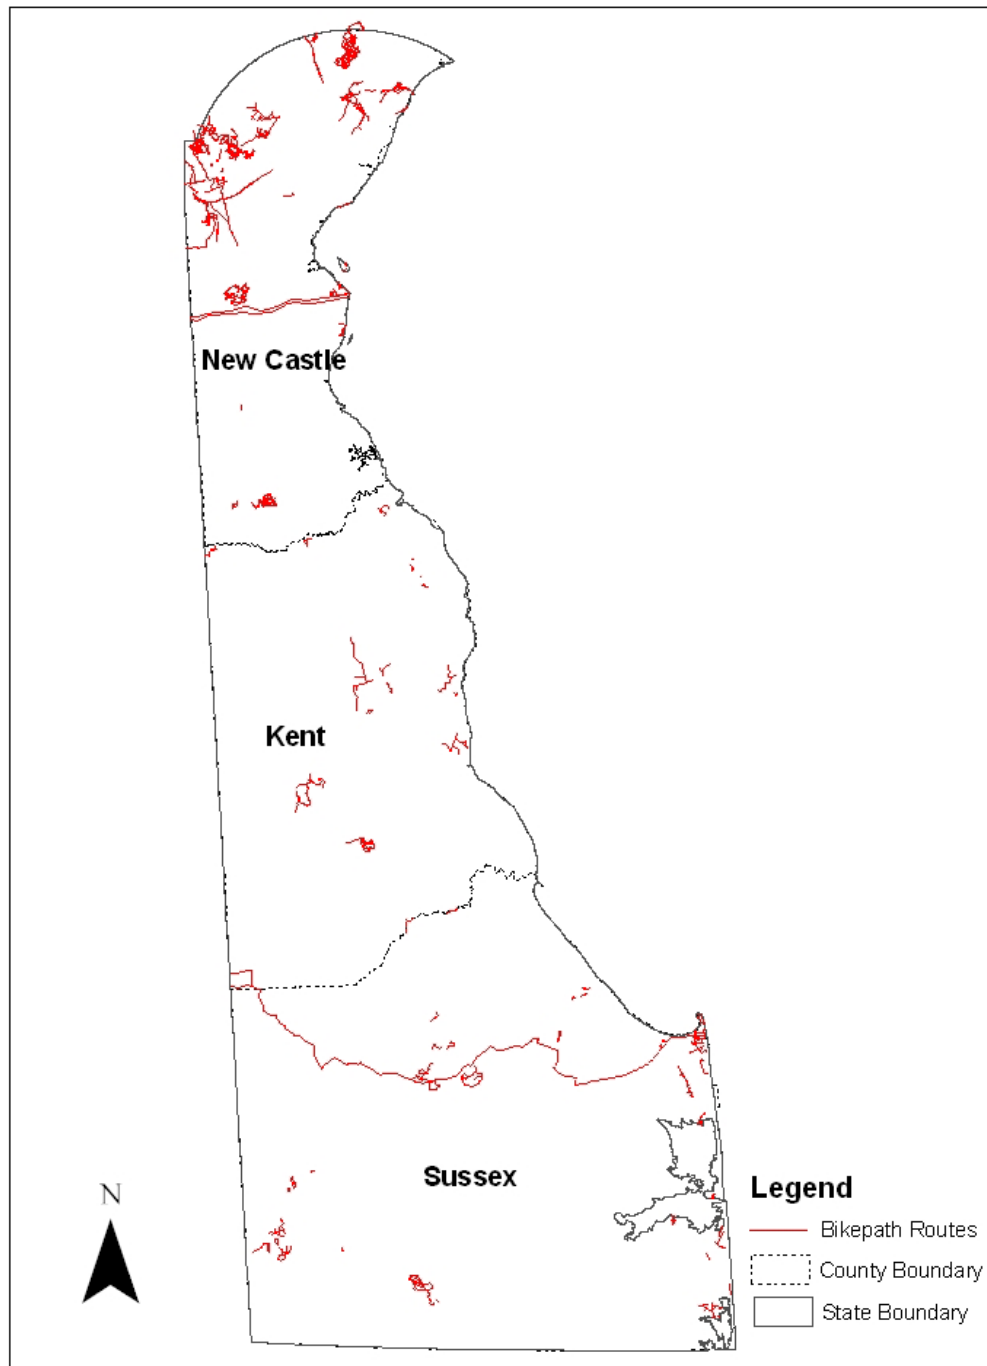 New Castle
Kent
Sussex
N
Legend
Bikepath Routes
County Boundary
State Boundary